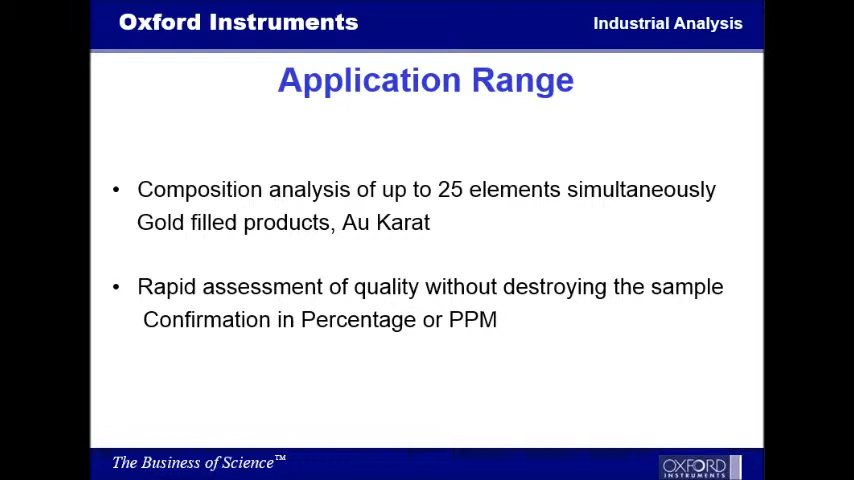 Oxford Instruments
Industrial Analysis
Application Range
• Composition analysis of up to 25 elements simultaneously
Gold filled products, Au Karat
• Rapid assessment of quality without destroying the sample
Confirmation in Percentage or PPM
The Business of Science™
OXFORD
INSTRUMENTS